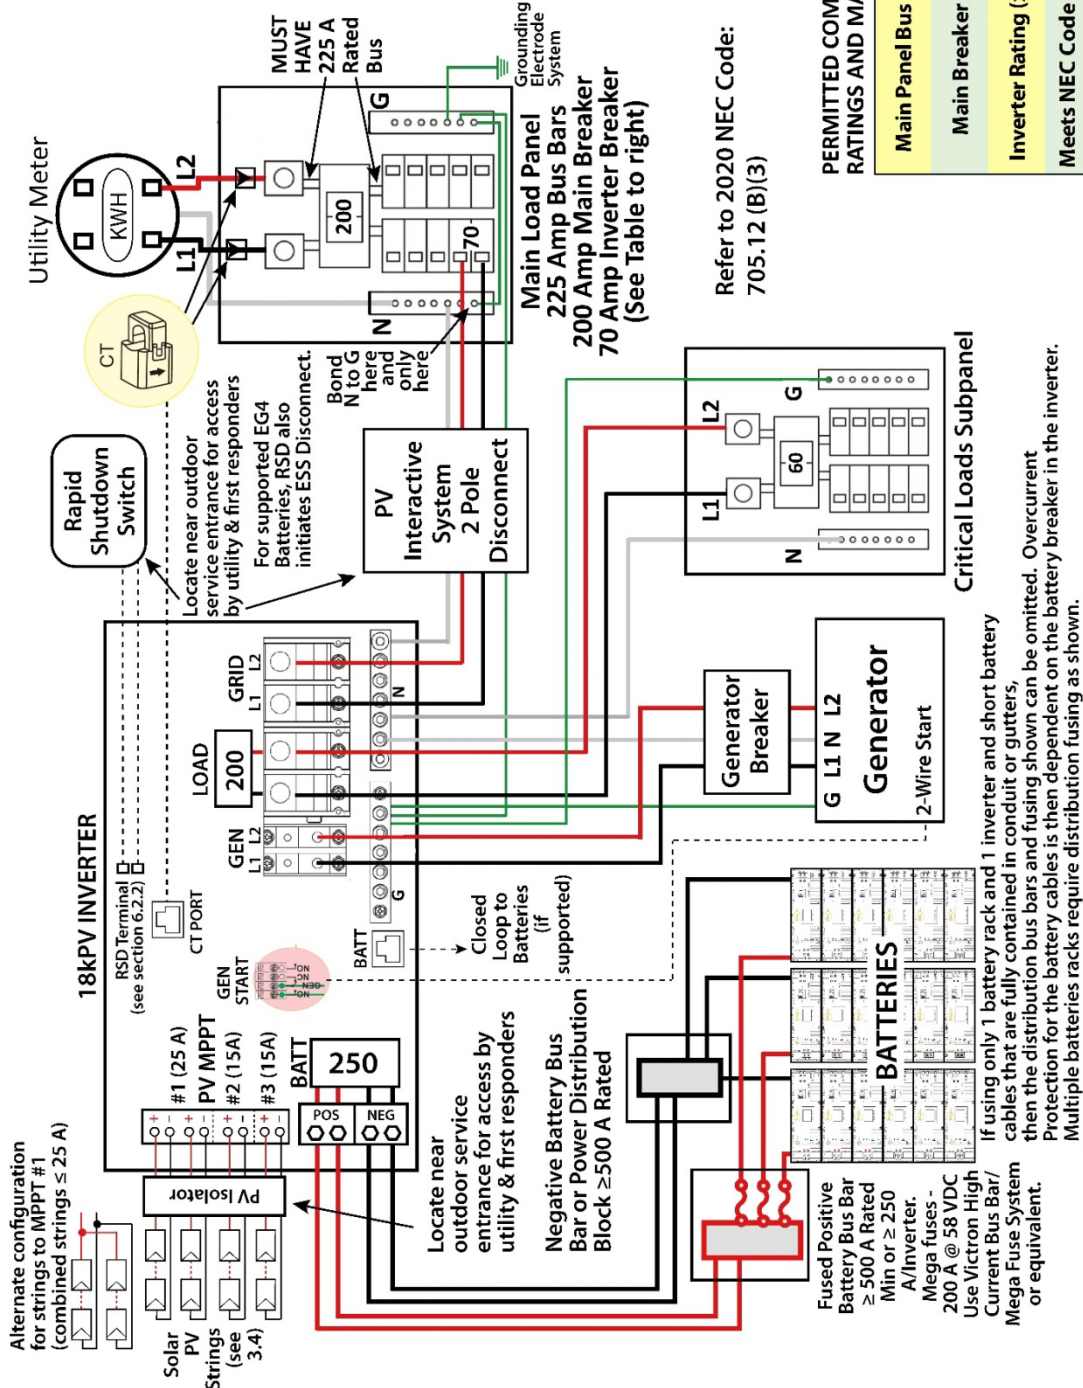 Utility Meter
KWH
L1
L2
MUST
HAVE
225 A
Rated
Bus
G
Grounding
Electrode
System
200
70
N
Main Load Panel
225 Amp Bus Bars
200 Amp Main Breaker
70 Amp Inverter Breaker
(See Table to right)
Bond
N to G
here
and
only
here
CT
Refer to 2020 NEC Code:
705.12 (B)(3)
PERMITTED COM
RATINGS AND MA
Main Panel Bus
Main Breaker
Inverter Rating (
Meets NEC Code
Rapid
Shutdown
Switch
Locate near outdoor
service entrance for access
by utility & first responders
For supported EG4
Batteries, RSD also
initiates ESS Disconnect.
PV
Interactive
System
2 Pole
Disconnect
18kPV INVERTER
RSD Terminal
(see section 6.2.2)
CT PORT
GEN
L1 L2
LOAD
200
GRID
L1 L2
N
G
GEN
START
NO1
GEN
NC
NO2
BATT
Closed
Loop to
Batteries
(if
supported)
#1 (25 A)
PV MPPT
#2 (15A)
#3 (15A)
+
-
+
-
+
-
+
-
BATT
250
POS
NEG
PV Isolator
Alternate configuration
for strings to MPPT #1
(combined strings ≤ 25 A)
Solar
PV
Strings
(see
3.4)
Locate near
outdoor service
entrance for access by
utility & first responders
Negative Battery Bus
Bar or Power Distribution
Block ≥500 A Rated
Fused Positive
Battery Bus Bar
≥ 500 A Rated
Min or ≥ 250
A/Inverter.
Mega fuses -
200 A @ 58 VDC
Use Victron High
Current Bus Bar/
Mega Fuse System
or equivalent.
BATTERIES
Generator
Breaker
G L1 N L2
Generator
2-Wire Start
L1
L2
G
60
N
Critical Loads Subpanel
If using only 1 battery rack and 1 inverter and short battery
cables that are fully contained in conduit or gutters,
then the distribution bus bars and fusing shown can be omitted. Overcurrent
Protection for the battery cables is then dependent on the battery breaker in the inverter.
Multiple batteries racks require distribution fusing as shown.